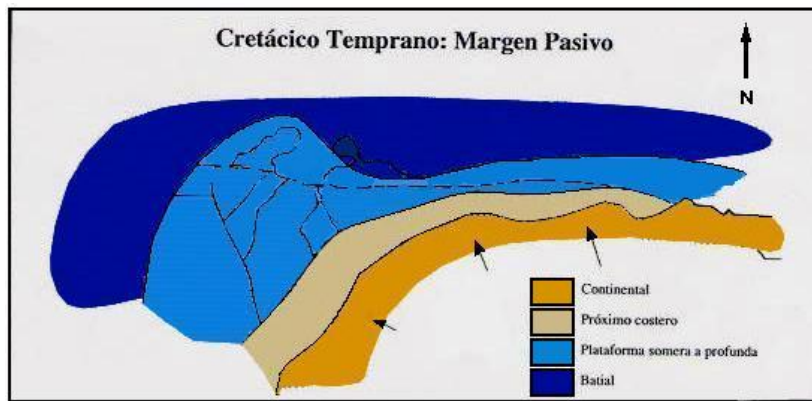 Cretácico Temprano: Margen Pasivo
N
Continental
Próximo costero
Plataforma somera a profunda
Batial